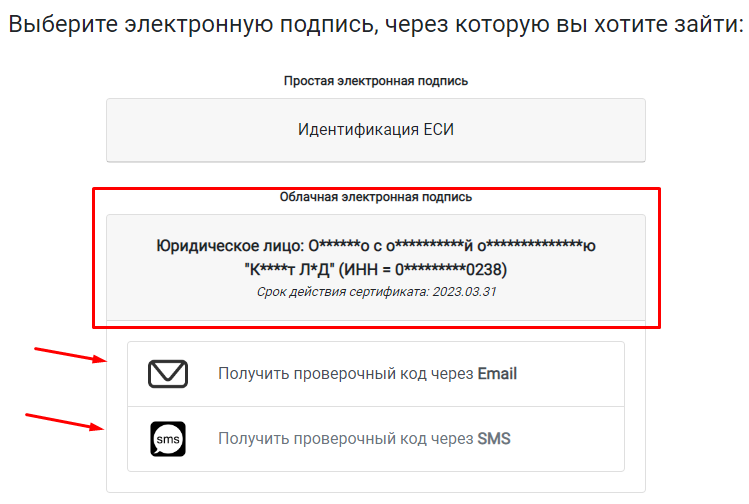 Выберите электронную подпись, через которую вы хотите зайти:
Простая электронная подпись
Идентификация ЕСИ
Облачная электронная подпись
Юридическое лицо: О******о с о**********й о**************ю
"К****т Л*Д" (ИНН = 0*********0238)
Срок действия сертификата: 2023.03.31
Получить проверочный код через Email
sms
Получить проверочный код через SMS